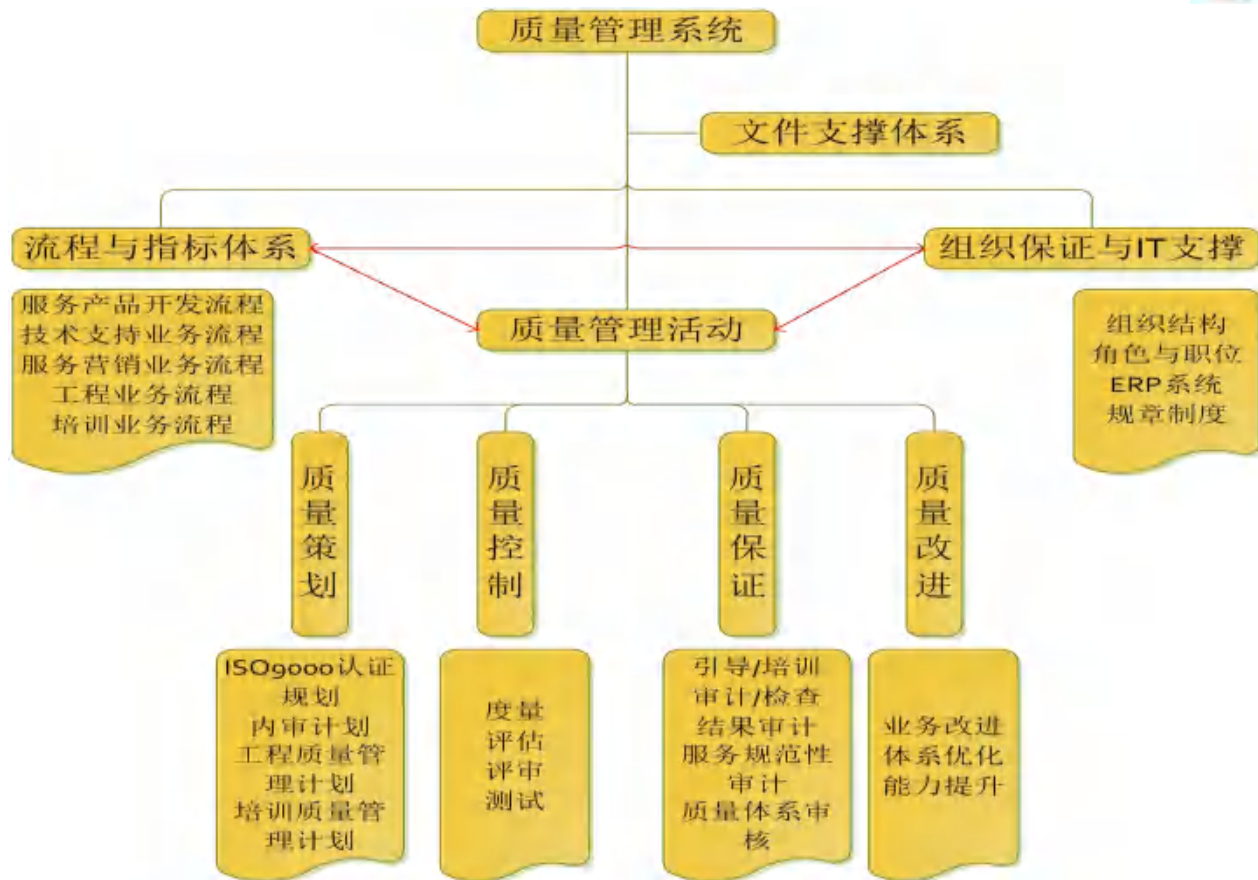 质量管理系统
文件支撑体系
流程与指标体系
组织保证与IT支撑
服务产品开发流程
技术支持业务流程
服务营销业务流程
工程业务流程
培训业务流程
质量管理活动
组织结构
角色与职位
ERP系统
规章制度
质量策划
质量控制
质量保证
质量改进
ISO9000认证
规划
内审计划
工程质量管
理计划
培训质量管
理计划
度量
评估
评审
测试
引导/培训
审计/检查
结果审计
服务规范性
审计
质量体系审
核
业务改进
体系优化
能力提升